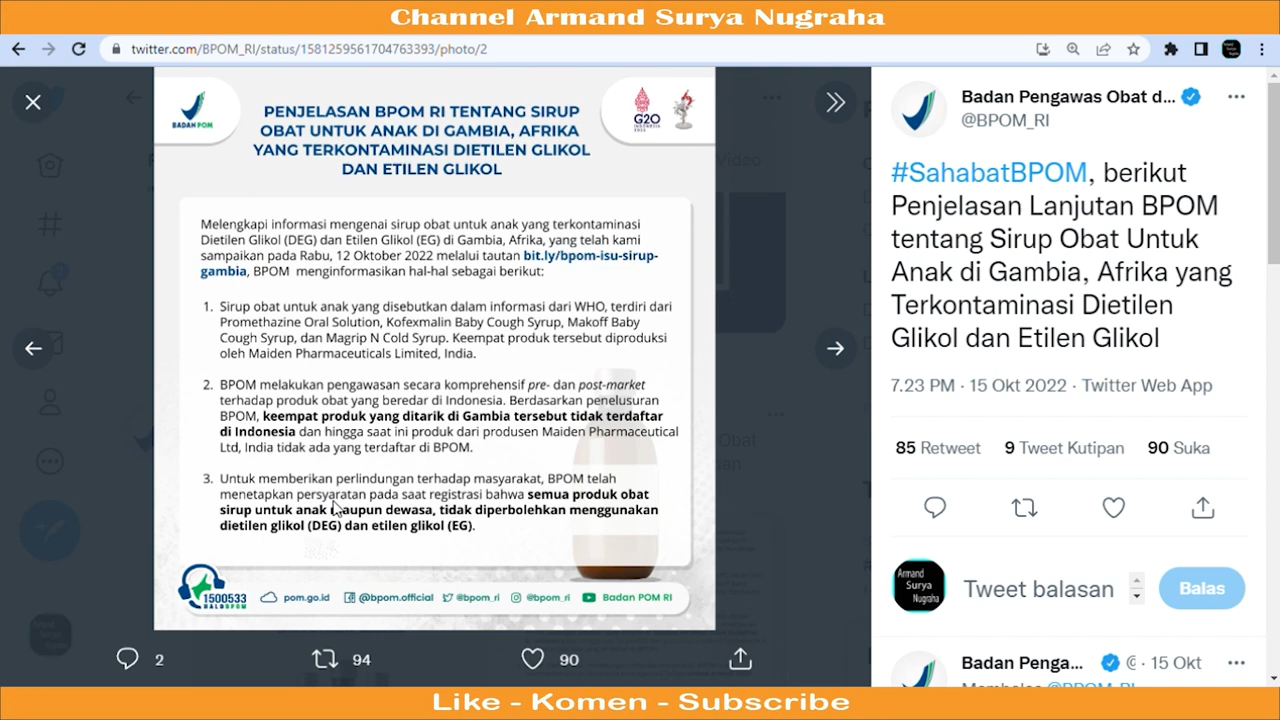 Channel Armand Surya Nugraha
twitter.com/BPOM_RI/status/1581259561704763393/photo/2
BADAN POM
PENJELASAN BPOM RI TENTANG SIRUP
OBAT UNTUK ANAK DI GAMBIA, AFRIKA
YANG TERKONTAMINASI DIETILEN GLIKOL
DAN ETILEN GLIKOL
G20
INDONESIA
2022
Melengkapi informasi mengenai sirup obat untuk anak yang terkontaminasi
Dietilen Glikol (DEG) dan Etilen Glikol (EG) di Gambia, Afrika, yang telah kami
sampaikan pada Rabu, 12 Oktober 2022 melalui tautan bit.ly/bpom-isu-sirup-
gambia, BPOM menginformasikan hal-hal sebagai berikut:
1. Sirup obat untuk anak yang disebutkan dalam informasi dari WHO, terdiri dari
Promethazine Oral Solution, Kofexmalin Baby Cough Syrup, Makoff Baby
Cough Syrup, dan Magrip N Cold Syrup. Keempat produk tersebut diproduksi
oleh Maiden Pharmaceuticals Limited, India.
2. BPOM melakukan pengawasan secara komprehensif pre- dan post-market
terhadap produk obat yang beredar di Indonesia. Berdasarkan penelusuran
BPOM, keempat produk yang ditarik di Gambia tersebut tidak terdaftar
di Indonesia dan hingga saat ini produk dari produsen Maiden Pharmaceutical
Ltd, India tidak ada yang terdaftar di BPOM.
3. Untuk memberikan perlindungan terhadap masyarakat, BPOM telah
menetapkan persyaratan pada saat registrasi bahwa semua produk obat
sirup untuk anak maupun dewasa, tidak diperbolehkan menggunakan
dietilen glikol (DEG) dan etilen glikol (EG).
1500533
HALOBPOM
pom.go.id @bpom.official @bpom_ri @bpom_ri Badan POM RI
2 94 90
Badan Pengawas Obat d...
@BPOM_RI
#SahabatBPOM, berikut
Penjelasan Lanjutan BPOM
tentang Sirup Obat Untuk
Anak di Gambia, Afrika yang
Terkontaminasi Dietilen
Glikol dan Etilen Glikol
7.23 PM · 15 Okt 2022 · Twitter Web App
85 Retweet 9 Tweet Kutipan 90 Suka
Armand
Surya
Nugraha
Tweet balasan
Balas
Badan Penga... @ · 15 Okt
Membalas @BPOM_RI
Like - Komen - Subscribe